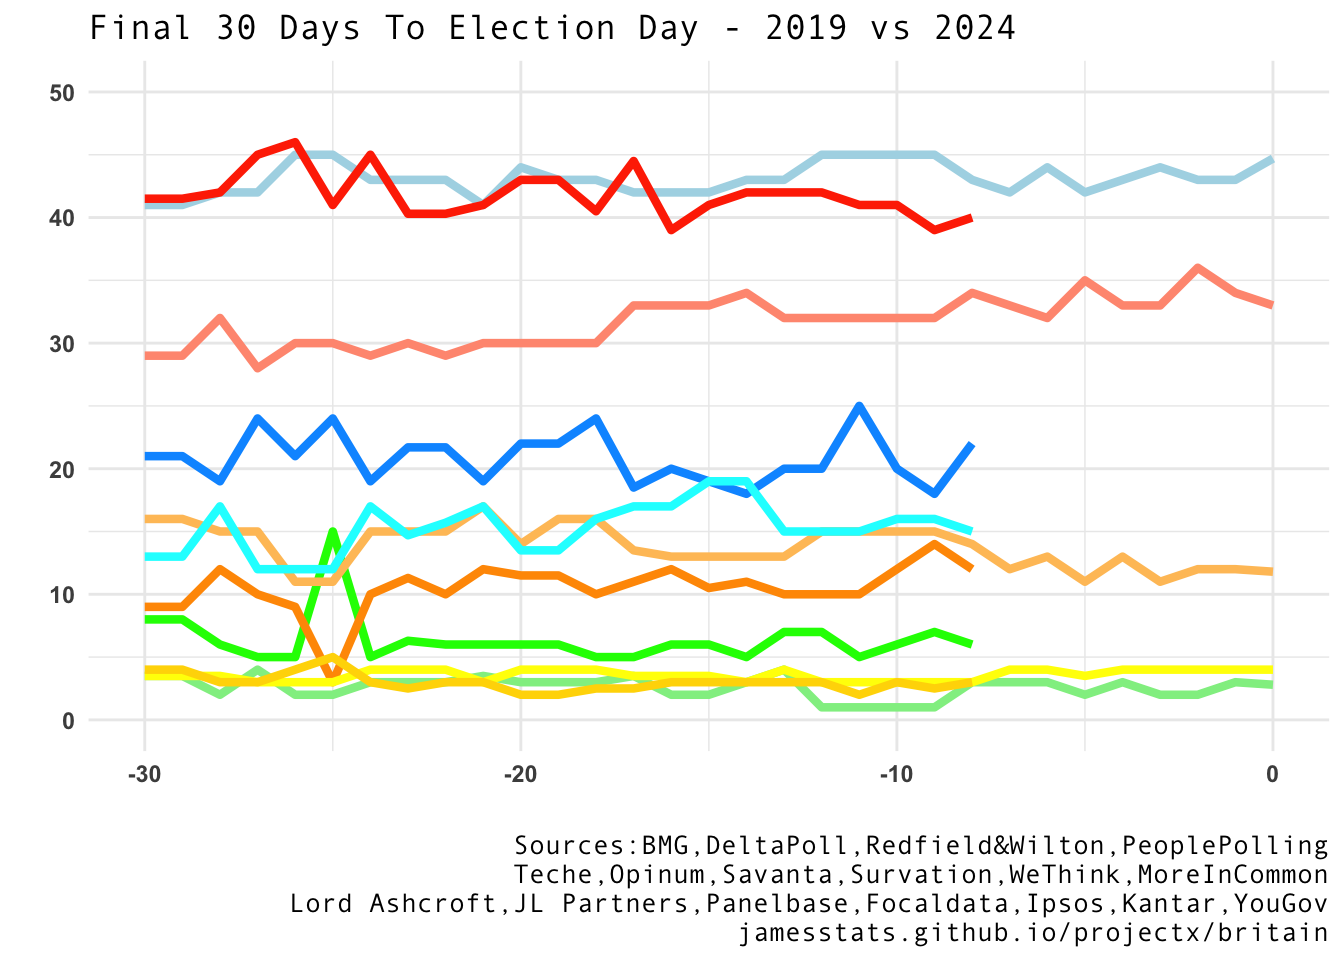 Final 30 Days To Election Day - 2019 vs 2024
50
40
30
20
10
0
-30 -20 -10 0
Sources:BMG,DeltaPoll,Redfield&Wilton,PeoplePolling
Teche,Opinum,Savanta,Survation,WeThink,MoreInCommon
Lord Ashcroft,JL Partners,Panelbase,Focaldata,Ipsos,Kantar,YouGov
jamesstats.github.io/projectx/britain